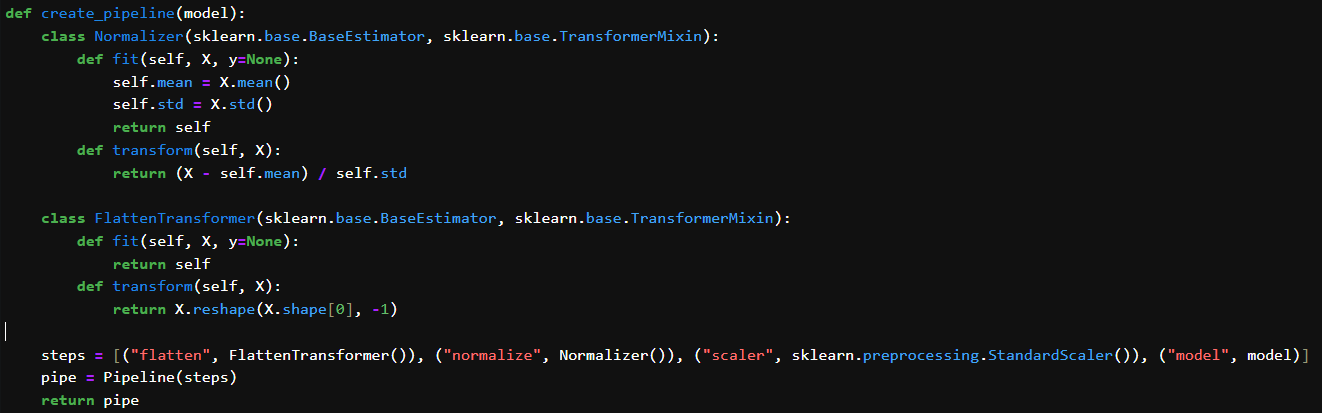 def create_pipeline(model):
    class Normalizer(sklearn.base.BaseEstimator, sklearn.base.TransformerMixin):
        def fit(self, X, y=None):
            self.mean = X.mean()
            self.std = X.std()
            return self
        def transform(self, X):
            return (X - self.mean) / self.std

    class FlattenTransformer(sklearn.base.BaseEstimator, sklearn.base.TransformerMixin):
        def fit(self, X, y=None):
            return self
        def transform(self, X):
            return X.reshape(X.shape[0], -1)

    steps = [("flatten", FlattenTransformer()), ("normalize", Normalizer()), ("scaler", sklearn.preprocessing.StandardScaler()), ("model", model)]
    pipe = Pipeline(steps)
    return pipe